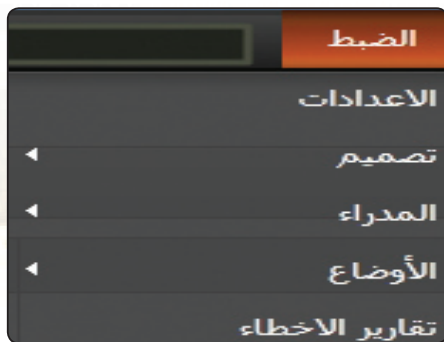 الضبط
الاعدادات
تصميم
المدراء
الأوضاع
تقارير الاخطاء